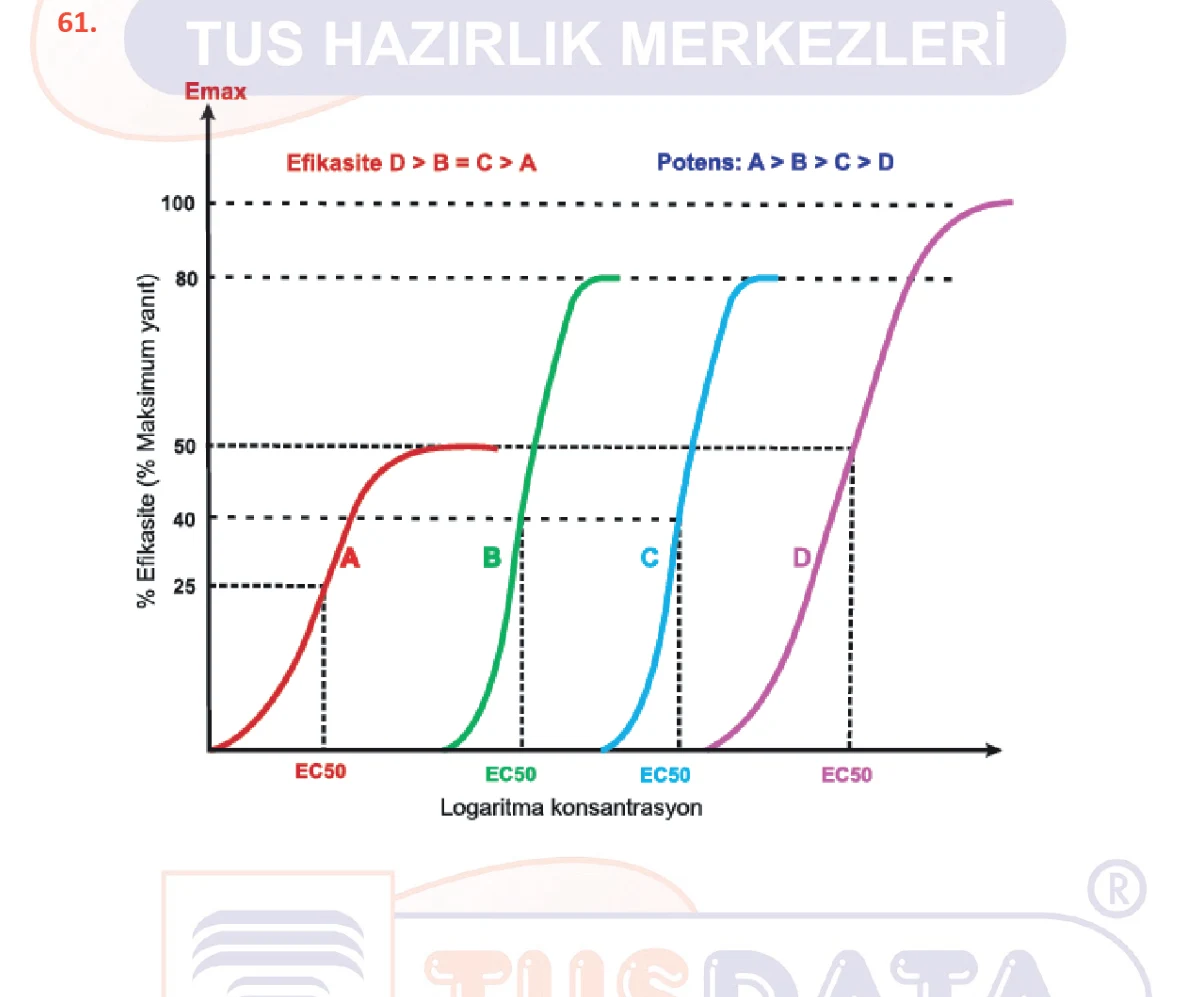 61.
TUS HAZIRLIK MERKEZLERİ
Emax
Efikasite D > B = C > A
Potens: A > B > C > D
% Efikasite (% Maksimum yanıt)
100
80
50
40
25
A
B
C
D
EC50
EC50
EC50
EC50
Logaritma konsantrasyon
®
TUSDATA